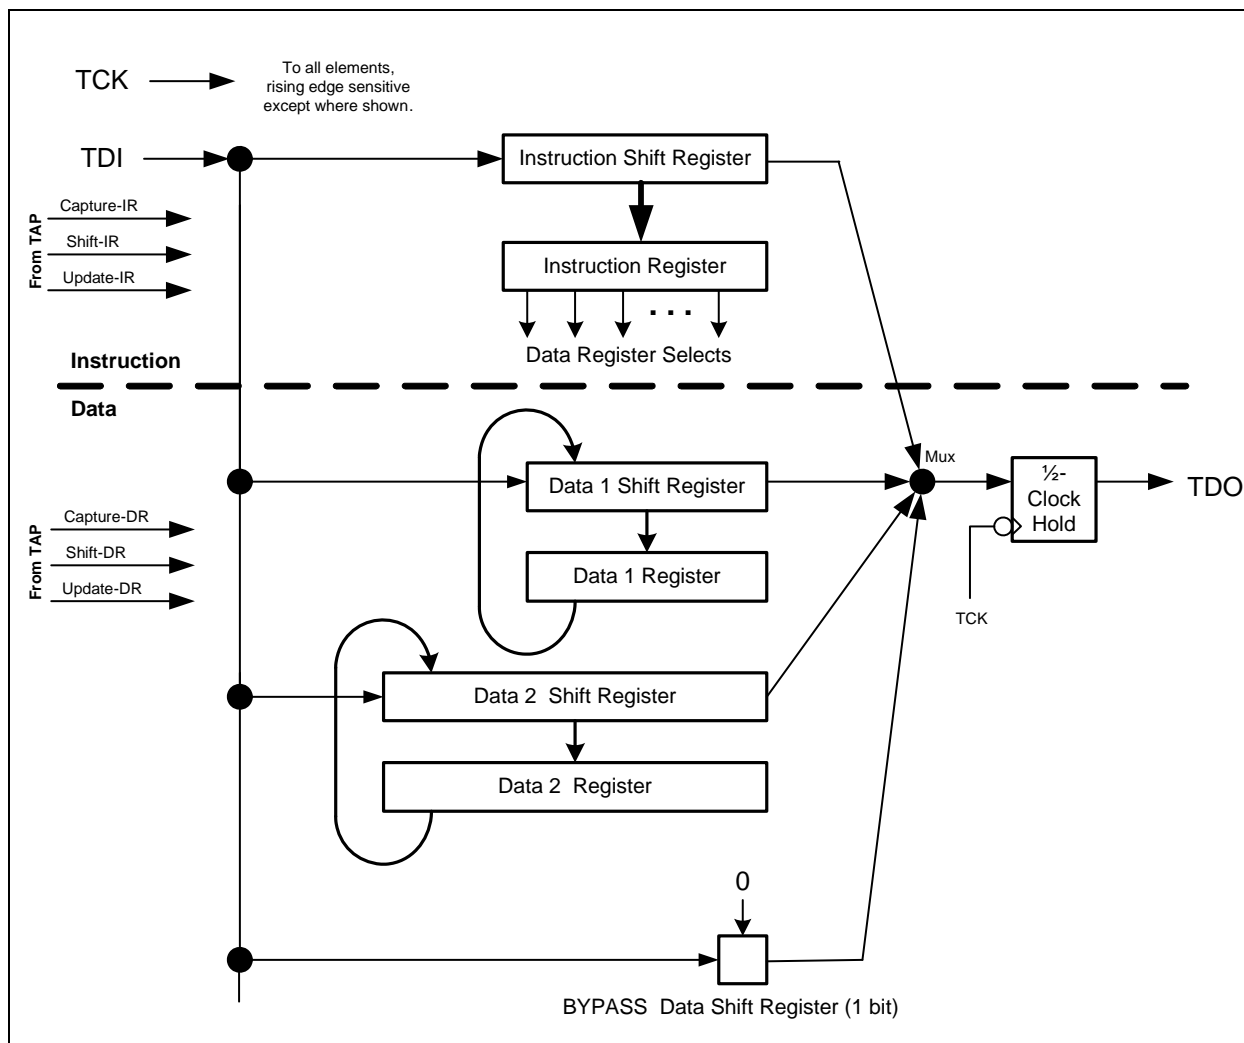 TCK
To all elements,
rising edge sensitive
except where shown.
TDI
Instruction Shift Register
From TAP
Capture-IR
Shift-IR
Update-IR
Instruction Register
. . .
Data Register Selects
Instruction
Data
Mux
Data 1 Shift Register
½-
Clock
Hold
TDO
From TAP
Capture-DR
Shift-DR
Update-DR
Data 1 Register
TCK
Data 2  Shift Register
Data 2  Register
0
BYPASS  Data Shift Register (1 bit)